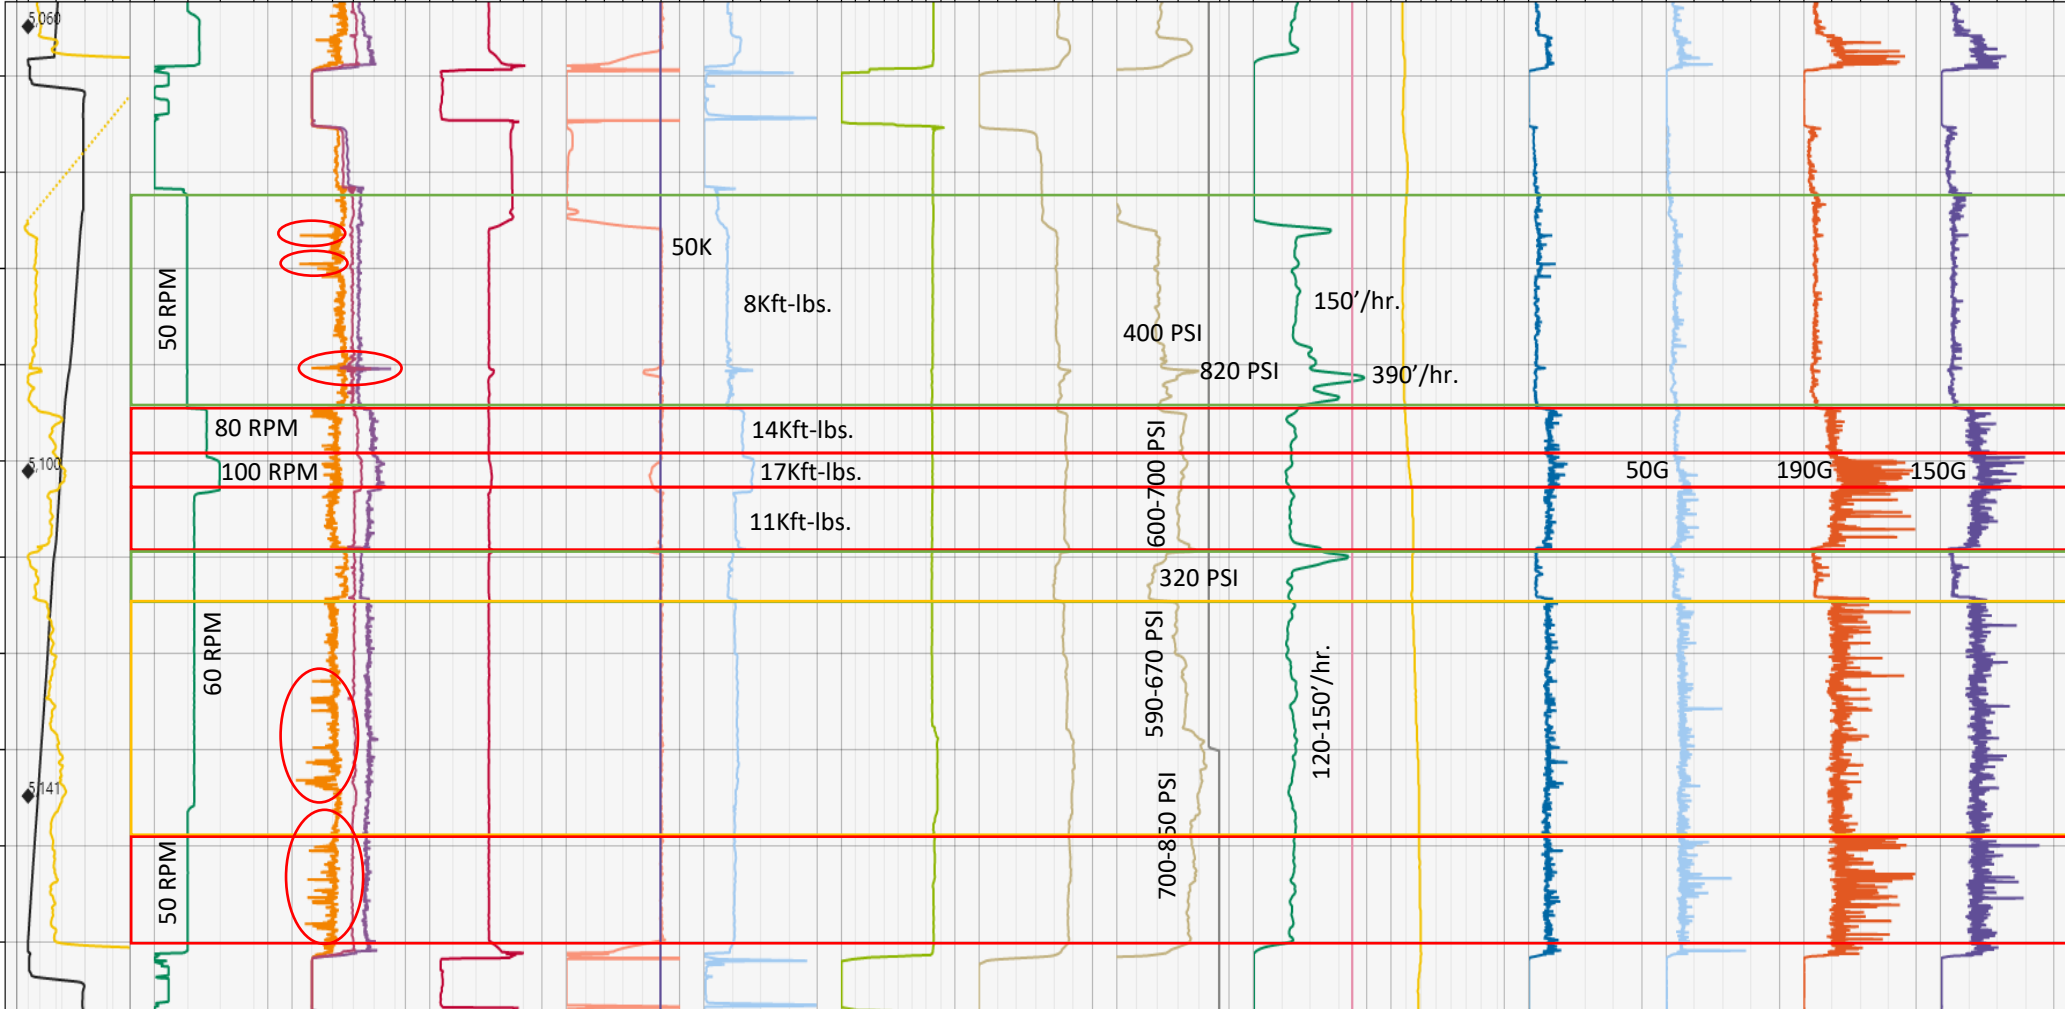 5,060
50K
50 RPM
8Kft-lbs.
150’/hr.
400 PSI
820 PSI
390’/hr.
80 RPM
14Kft-lbs.
5,100
100 RPM
17Kft-lbs.
600-700 PSI
50G
190G
150G
11Kft-lbs.
320 PSI
60 RPM
590-670 PSI
120-150’/hr.
5,141
700-850 PSI
50 RPM